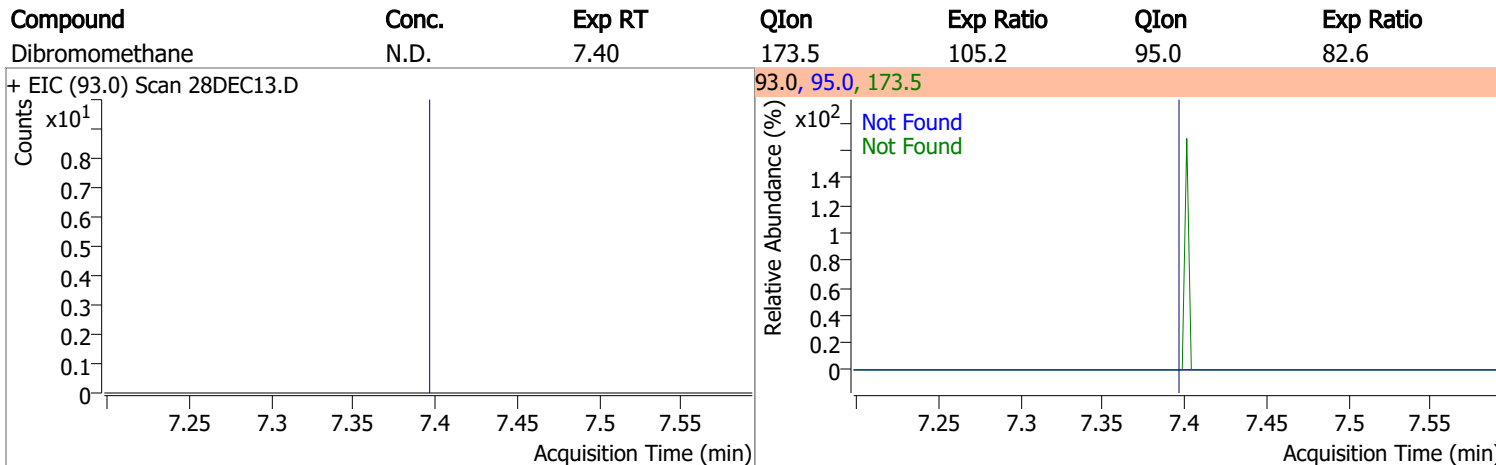 Compound Conc. Exp RT QIon Exp Ratio QIon Exp Ratio
Dibromomethane N.D. 7.40 173.5 105.2 95.0 82.6
+ EIC (93.0) Scan 28DEC13.D
Counts
x10¹
0.8
0.7
0.6
0.5
0.4
0.3
0.2
0.1
0
7.25 7.3 7.35 7.4 7.45 7.5 7.55
Acquisition Time (min)
93.0, 95.0, 173.5
Relative Abundance (%)
x10²
Not Found
Not Found
1.4
1.2
1
0.8
0.6
0.4
0.2
0
7.25 7.3 7.35 7.4 7.45 7.5 7.55
Acquisition Time (min)